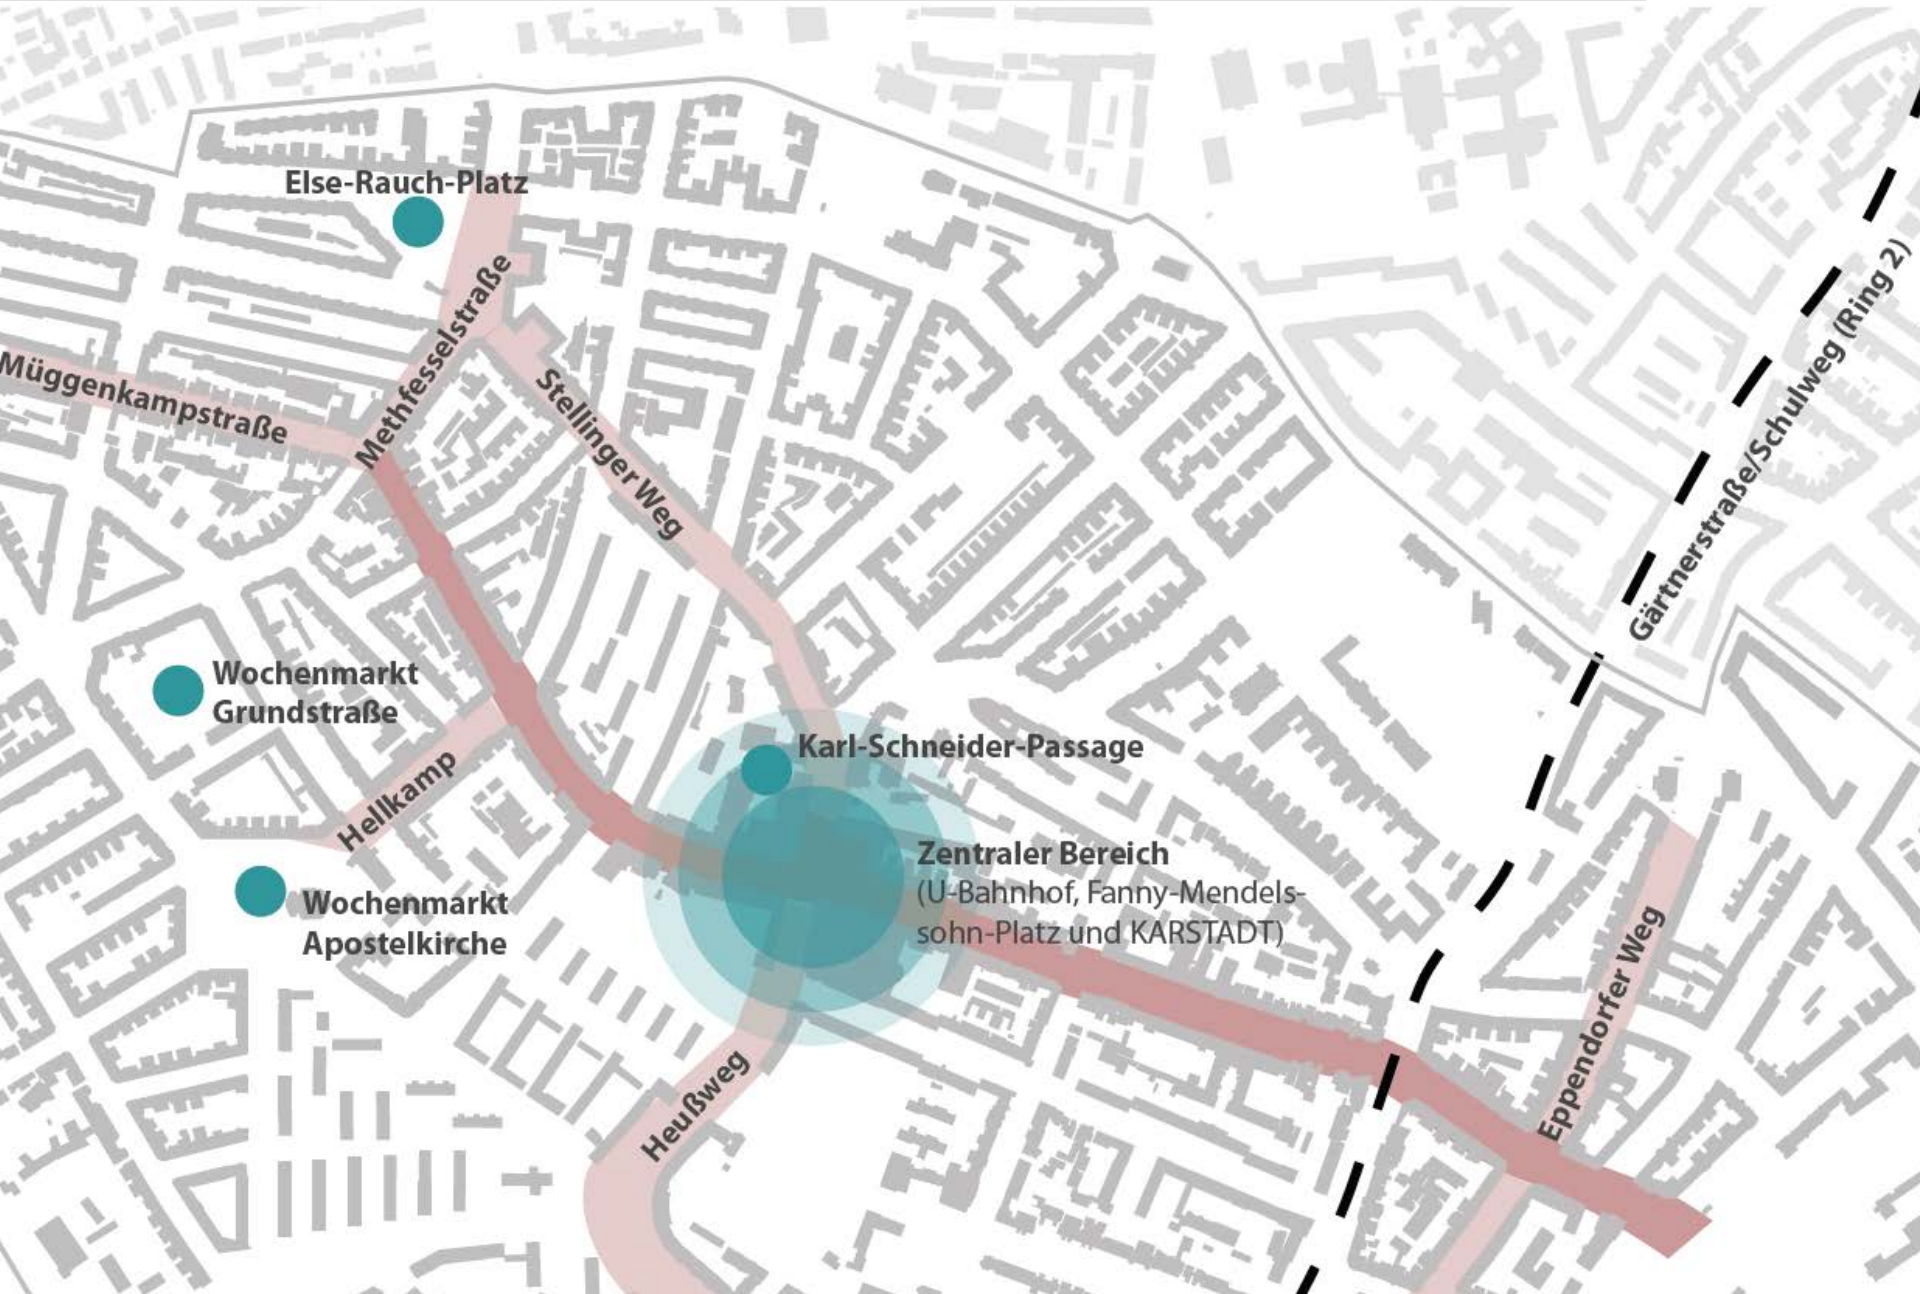 Else-Rauch-Platz
Methfesselstraße
Müggenkampstraße
Stellinger Weg
Gärtnerstraße/Schulweg (Ring 2)
Wochenmarkt
Grundstraße
Hellkamp
Karl-Schneider-Passage
Zentraler Bereich
(U-Bahnhof, Fanny-Mendels-
sohn-Platz und KARSTADT)
Wochenmarkt
Apostelkirche
Eppendorfer Weg
Heußweg